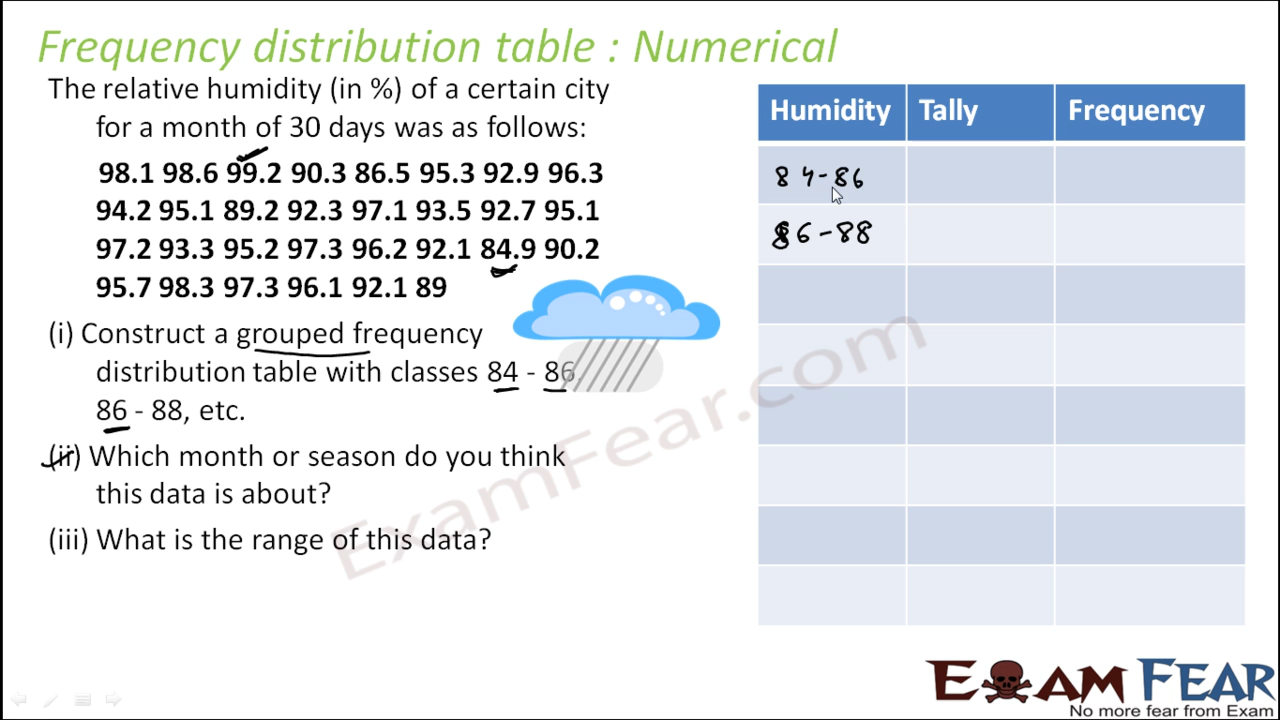 Frequency distribution table : Numerical
The relative humidity (in %) of a certain city
for a month of 30 days was as follows:
98.1 98.6 99.2 90.3 86.5 95.3 92.9 96.3
94.2 95.1 89.2 92.3 97.1 93.5 92.7 95.1
97.2 93.3 95.2 97.3 96.2 92.1 84.9 90.2
95.7 98.3 97.3 96.1 92.1 89
(i) Construct a grouped frequency
distribution table with classes 84 - 86,
86 - 88, etc.
(ii) Which month or season do you think
this data is about?
(iii) What is the range of this data?
Humidity Tally Frequency
84-86
86-88
ExamFear.com
EXAM FEAR
No more fear from Exam